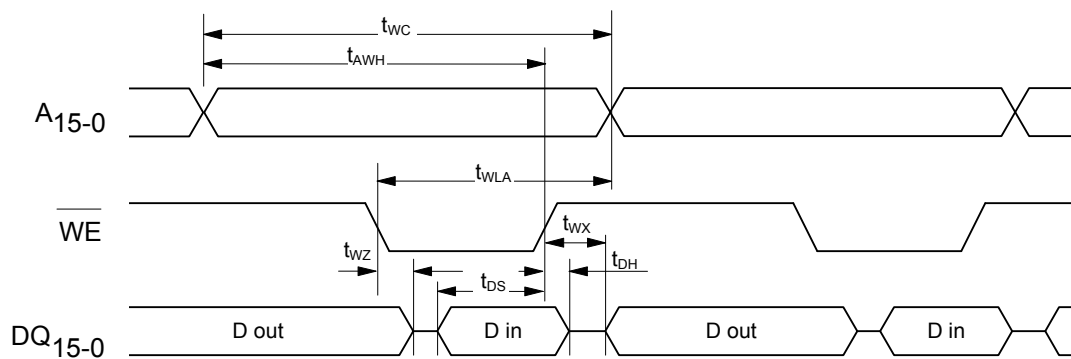 tWC
tAWH
A15-0
tWLA
WE
tWX
tWZ
tDH
tDS
DQ15-0 D out D in D out D in